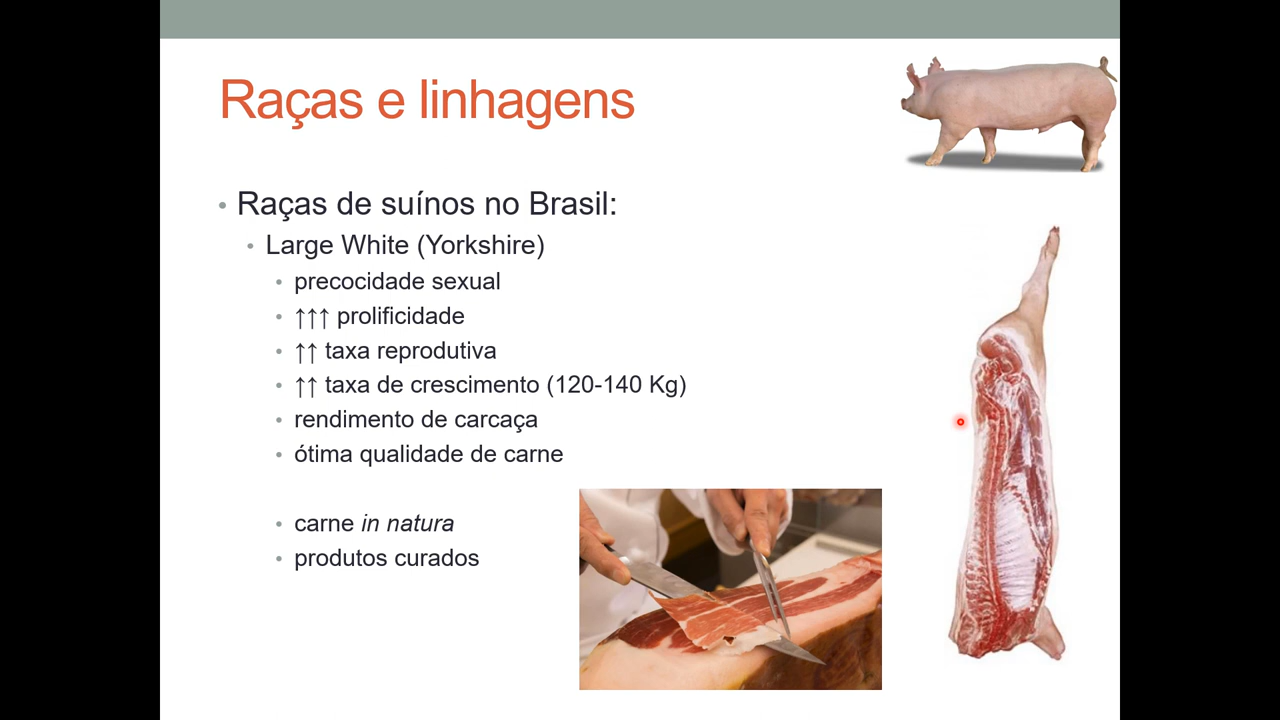 Raças e linhagens
• Raças de suínos no Brasil:
• Large White (Yorkshire)
• precocidade sexual
• ↑↑↑ prolificidade
• ↑↑ taxa reprodutiva
• ↑↑ taxa de crescimento (120-140 Kg)
• rendimento de carcaça
• ótima qualidade de carne
• carne in natura
• produtos curados